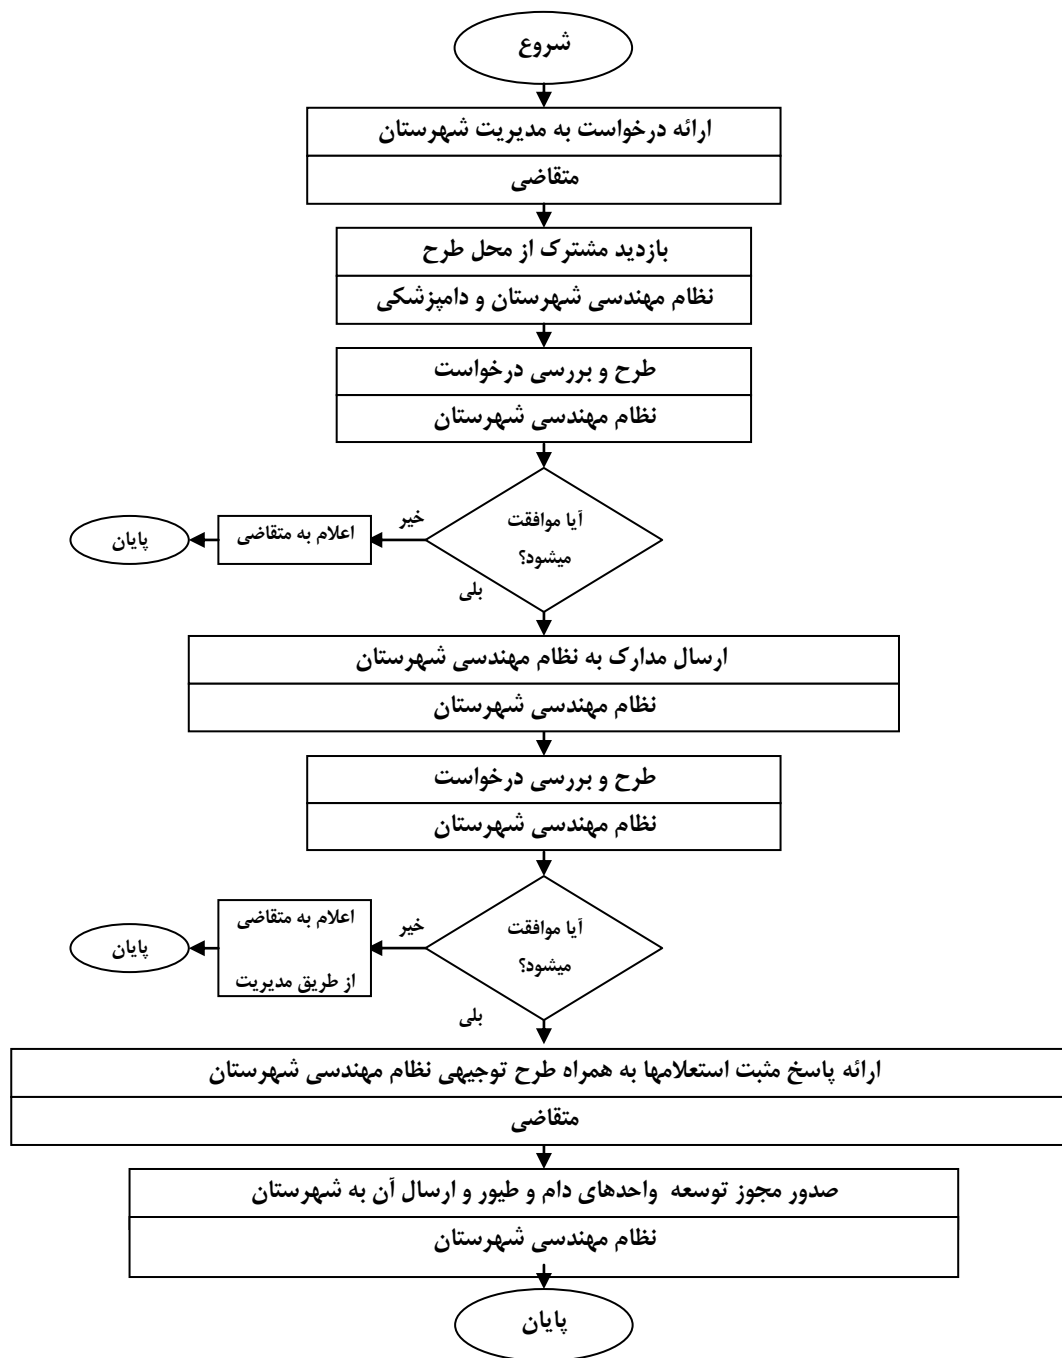 شروع
ارائه درخواست به مدیریت شهرستان
متقاضی
بازدید مشترک از محل طرح
نظام مهندسی شهرستان و دامپزشکی
طرح و بررسی درخواست
نظام مهندسی شهرستان
آیا موافقت
میشود؟
خیر
اعلام به متقاضی
پایان
بلی
ارسال مدارک به نظام مهندسی شهرستان
نظام مهندسی شهرستان
طرح و بررسی درخواست
نظام مهندسی شهرستان
آیا موافقت
میشود؟
خیر
اعلام به متقاضی
از طریق مدیریت
پایان
بلی
ارائه پاسخ مثبت استعلامها به همراه طرح توجیهی نظام مهندسی شهرستان
متقاضی
صدور مجوز توسعه واحدهای دام و طیور و ارسال آن به شهرستان
نظام مهندسی شهرستان
پایان